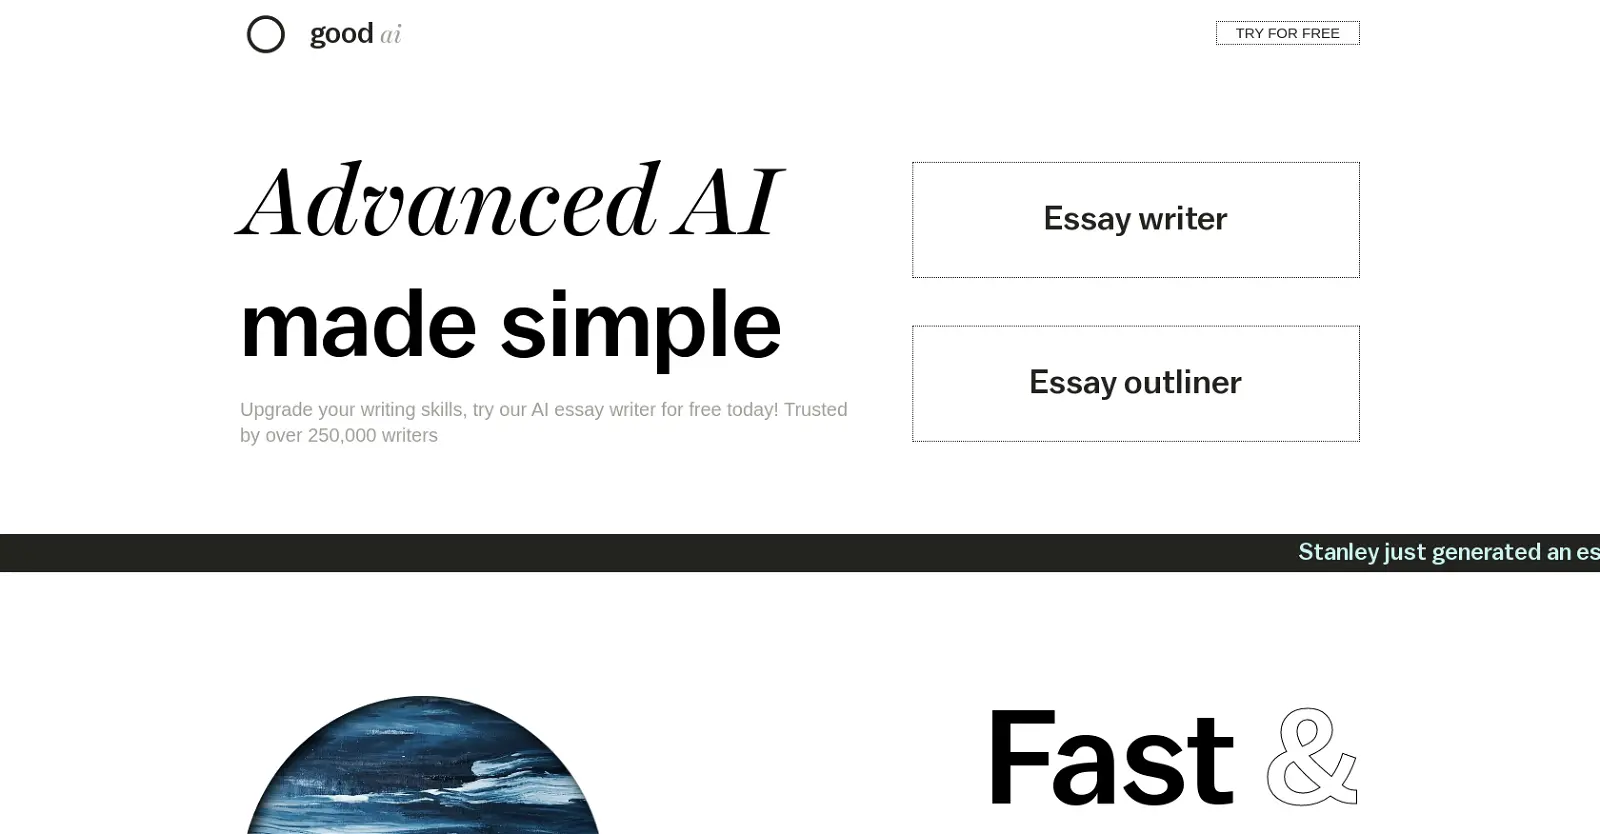 good ai
TRY FOR FREE
Advanced AI
made simple
Upgrade your writing skills, try our AI essay writer for free today! Trusted
by over 250,000 writers
Essay writer
Essay outliner
Stanley just generated an es
Fast &